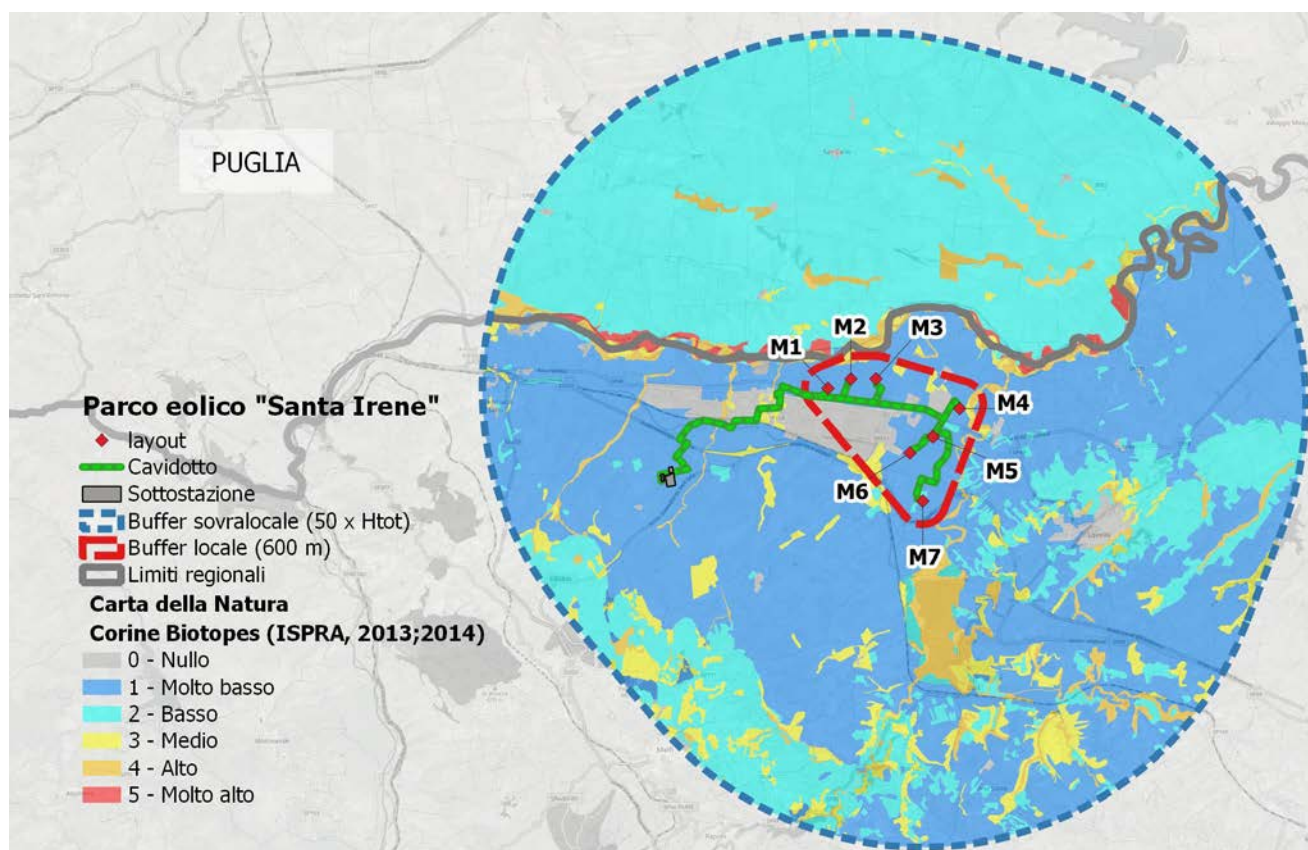 PUGLIA
M1
M2
M3
M4
M5
M6
M7
Parco eolico "Santa Irene"
layout
Cavidotto
Sottostazione
Buffer sovralocale (50 x Htot)
Buffer locale (600 m)
Limiti regionali
Carta della Natura
Corine Biotopes (ISPRA, 2013;2014)
0 - Nullo
1 - Molto basso
2 - Basso
3 - Medio
4 - Alto
5 - Molto alto
Lavello